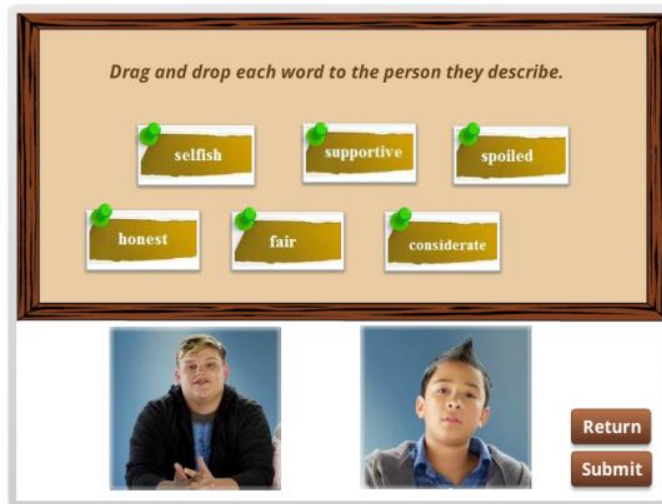 Drag and drop each word to the person they describe.
selfish supportive spoiled
honest fair considerate
Return
Submit